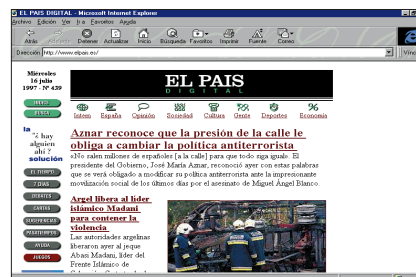 EL PAIS DIGITAL - Microsoft Internet Explorer
Archivo Edición Ver Ir a Favoritos Ayuda
Atrás Detener Actualizar Inicio Búsqueda Favoritos Imprimir Fuente Correo
Dirección http://www.elpais.es/
Miércoles
16 julio
1997 - Nº 439
EL PAIS
DIGITAL
INDICE
BUSCA
Intern España Opinión Sociedad Cultura Gente Deportes Economía
la
"¿ hay
alguien
ahí ?
solución
EL TIEMPO
7 DIAS
DEBATES
CARTAS
SUGERENCIAS
PASATIEMPOS
AYUDA
JUEGOS
Aznar reconoce que la presión de la calle le
obliga a cambiar la política antiterrorista
«No salen millones de españoles [a la calle] para que todo siga igual». El
presidente del Gobierno, José María Aznar, reconoció ayer con estas palabras
que se verá obligado a modificar su política antiterrorista ante la impresionante
movilización social de los últimos días por el asesinato de Miguel Ángel Blanco.
Argel libera al líder
islámico Madani
para contener la
violencia
Las autoridades argelinas
liberaron ayer al jeque
Abasi Madani, líder del
Frente Islámico de